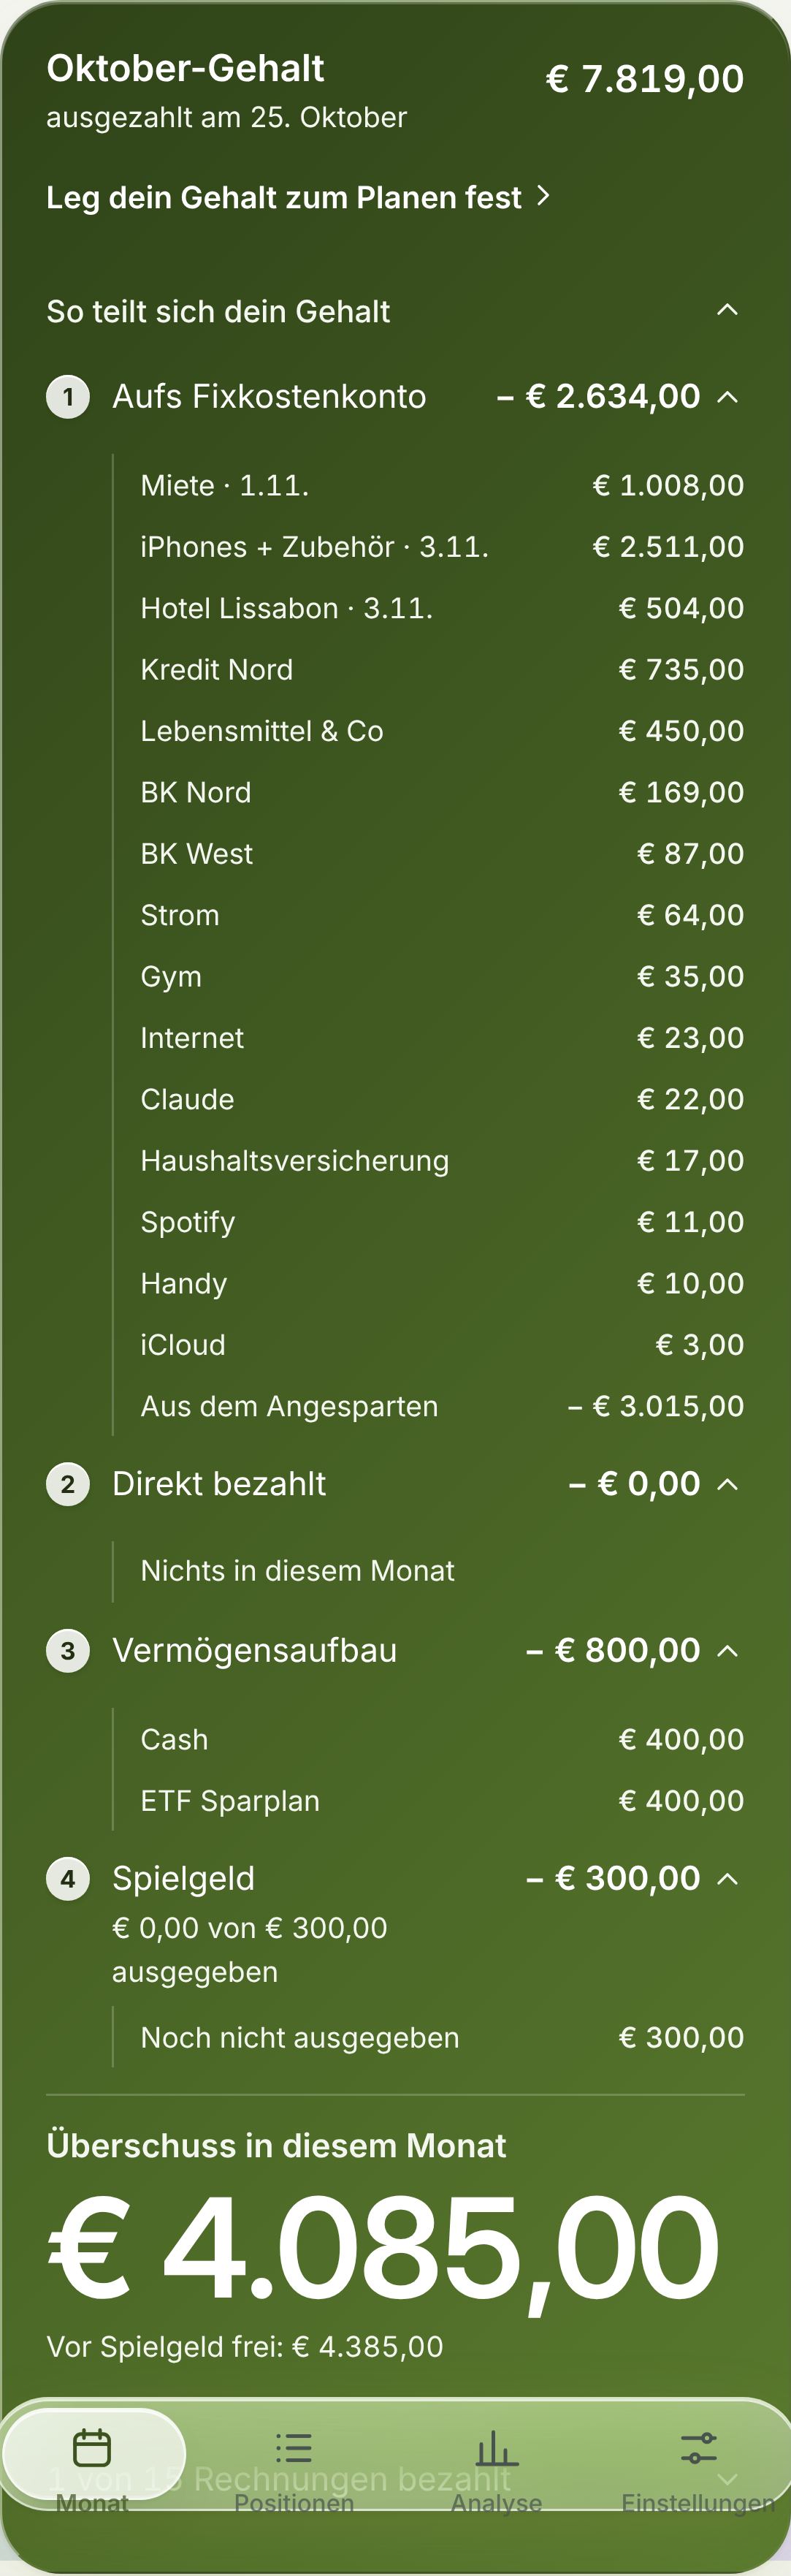 Oktober-Gehalt
€ 7.819,00
ausgezahlt am 25. Oktober
Leg dein Gehalt zum Planen fest
So teilt sich dein Gehalt
1 Aufs Fixkostenkonto – € 2.634,00
Miete · 1.11. € 1.008,00
iPhones + Zubehör · 3.11. € 2.511,00
Hotel Lissabon · 3.11. € 504,00
Kredit Nord € 735,00
Lebensmittel & Co € 450,00
BK Nord € 169,00
BK West € 87,00
Strom € 64,00
Gym € 35,00
Internet € 23,00
Claude € 22,00
Haushaltsversicherung € 17,00
Spotify € 11,00
Handy € 10,00
iCloud € 3,00
Aus dem Angesparten – € 3.015,00
2 Direkt bezahlt – € 0,00
Nichts in diesem Monat
3 Vermögensaufbau – € 800,00
Cash € 400,00
ETF Sparplan € 400,00
4 Spielgeld – € 300,00
€ 0,00 von € 300,00
ausgegeben
Noch nicht ausgegeben € 300,00
Überschuss in diesem Monat
€ 4.085,00
Vor Spielgeld frei: € 4.385,00
1 von 15 Rechnungen bezahlt
Monat Positionen Analyse Einstellungen